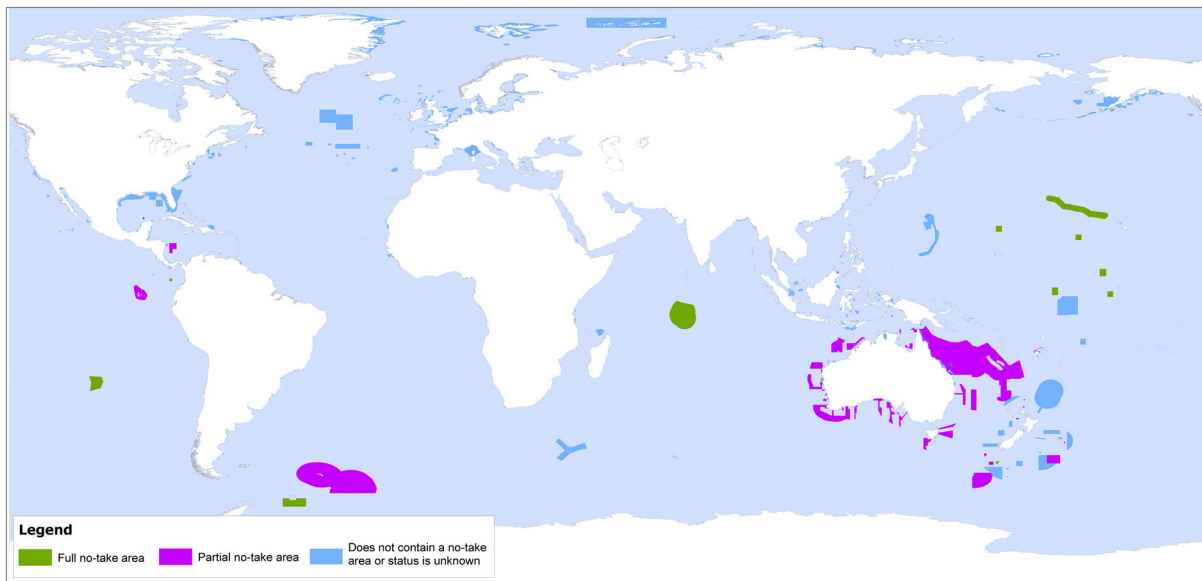 Legend
Full no-take area
Partial no-take area
Does not contain a no-take
area or status is unknown